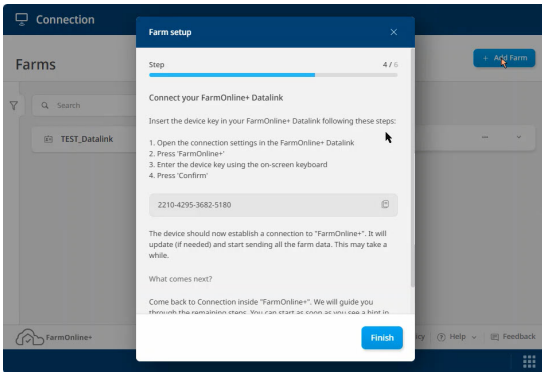 Connection
Farm setup
Farms
+ Add Farm
Step
4 / 6
Search
Connect your FarmOnline+ Datalink
Insert the device key in your FarmOnline+ Datalink following these steps:
TEST_Datalink
1. Open the connection settings in the FarmOnline+ Datalink
2. Press 'FarmOnline+'
3. Enter the device key using the on-screen keyboard
4. Press 'Confirm'
2210-4295-3682-5180
The device should now establish a connection to "FarmOnline+". It will
update (if needed) and start sending all the farm data. This may take a
while.
What comes next?
Come back to Connection inside "FarmOnline+". We will guide you
through the remaining steps. You can start as soon as you see a hint in
Finish
FarmOnline+
icy
Help
Feedback